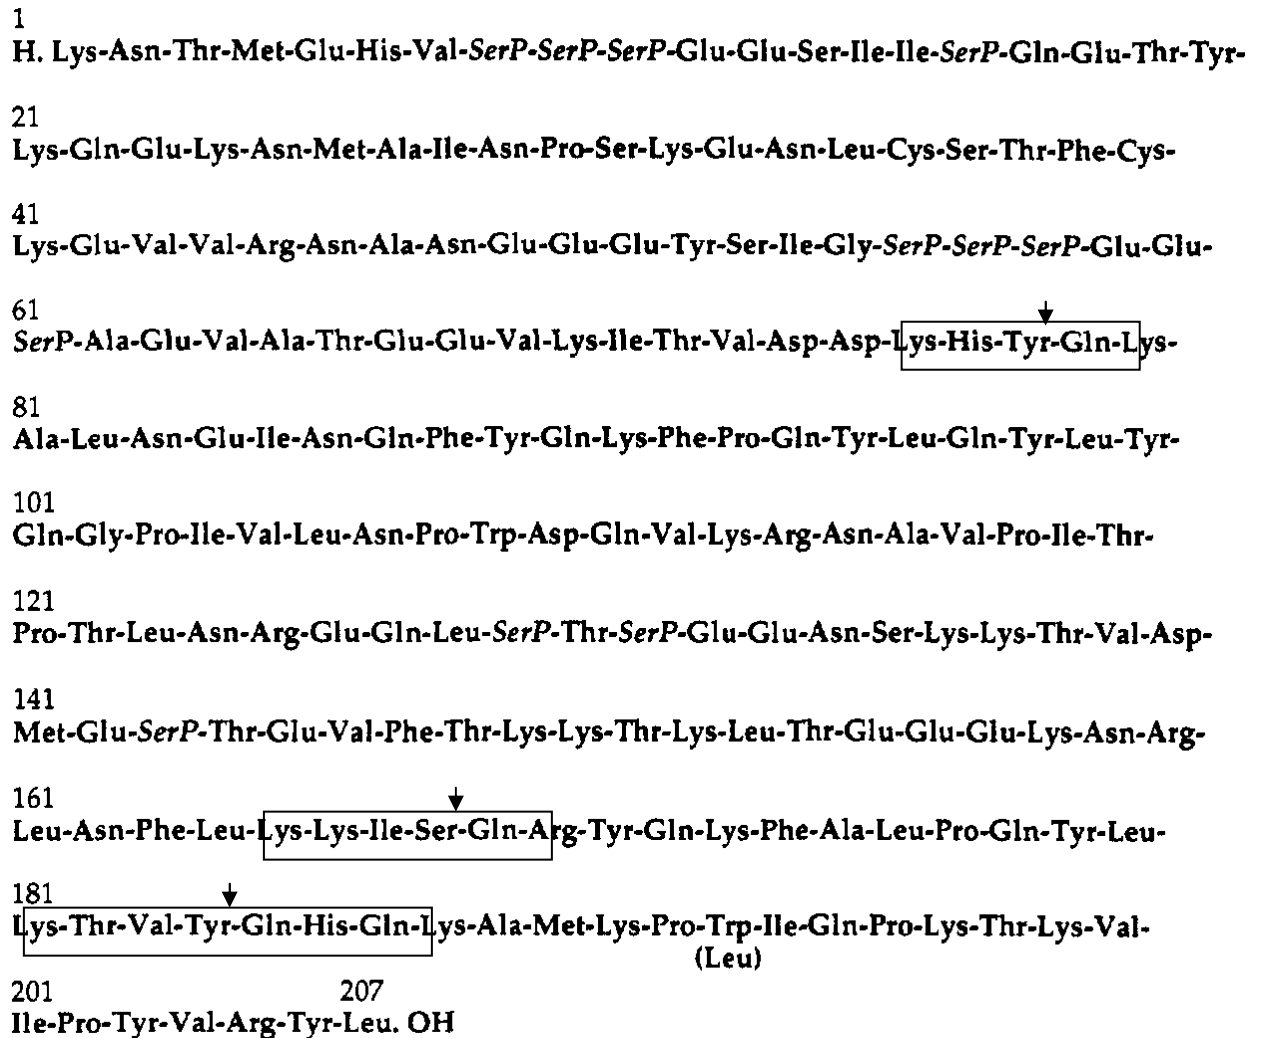 1
H. Lys-Asn-Thr-Met-Glu-His-Val-SerP-SerP-SerP-Glu-Glu-Ser-Ile-Ile-SerP-Gln-Glu-Thr-Tyr-
21
Lys-Gln-Glu-Lys-Asn-Met-Ala-Ile-Asn-Pro-Ser-Lys-Glu-Asn-Leu-Cys-Ser-Thr-Phe-Cys-
41
Lys-Glu-Val-Val-Arg-Asn-Ala-Asn-Glu-Glu-Glu-Tyr-Ser-Ile-Gly-SerP-SerP-SerP-Glu-Glu-
61
SerP-Ala-Glu-Val-Ala-Thr-Glu-Glu-Val-Lys-Ile-Thr-Val-Asp-Asp-Lys-His-Tyr-Gln-Lys-
81
Ala-Leu-Asn-Glu-Ile-Asn-Gln-Phe-Tyr-Gln-Lys-Phe-Pro-Gln-Tyr-Leu-Gln-Tyr-Leu-Tyr-
101
Gln-Gly-Pro-Ile-Val-Leu-Asn-Pro-Trp-Asp-Gln-Val-Lys-Arg-Asn-Ala-Val-Pro-Ile-Thr-
121
Pro-Thr-Leu-Asn-Arg-Glu-Gln-Leu-SerP-Thr-SerP-Glu-Glu-Asn-Ser-Lys-Lys-Thr-Val-Asp-
141
Met-Glu-SerP-Thr-Glu-Val-Phe-Thr-Lys-Lys-Thr-Lys-Leu-Thr-Glu-Glu-Glu-Lys-Asn-Arg-
161
Leu-Asn-Phe-Leu-Lys-Lys-Ile-Ser-Gln-Arg-Tyr-Gln-Lys-Phe-Ala-Leu-Pro-Gln-Tyr-Leu-
181
Lys-Thr-Val-Tyr-Gln-His-Gln-Lys-Ala-Met-Lys-Pro-Trp-Ile-Gln-Pro-Lys-Thr-Lys-Val-
(Leu)
201 207
Ile-Pro-Tyr-Val-Arg-Tyr-Leu. OH